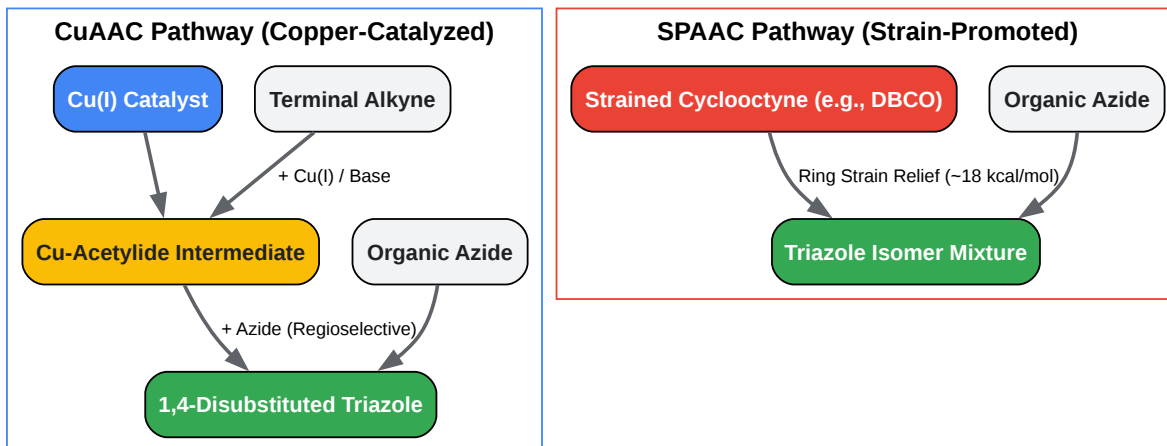 CuAAC Pathway (Copper-Catalyzed)
Cu(I) Catalyst
Terminal Alkyne
+ Cu(I) / Base
Cu-Acetylide Intermediate
Organic Azide
+ Azide (Regioselective)
1,4-Disubstituted Triazole
SPAAC Pathway (Strain-Promoted)
Strained Cyclooctyne (e.g., DBCO)
Organic Azide
Ring Strain Relief (~18 kcal/mol)
Triazole Isomer Mixture